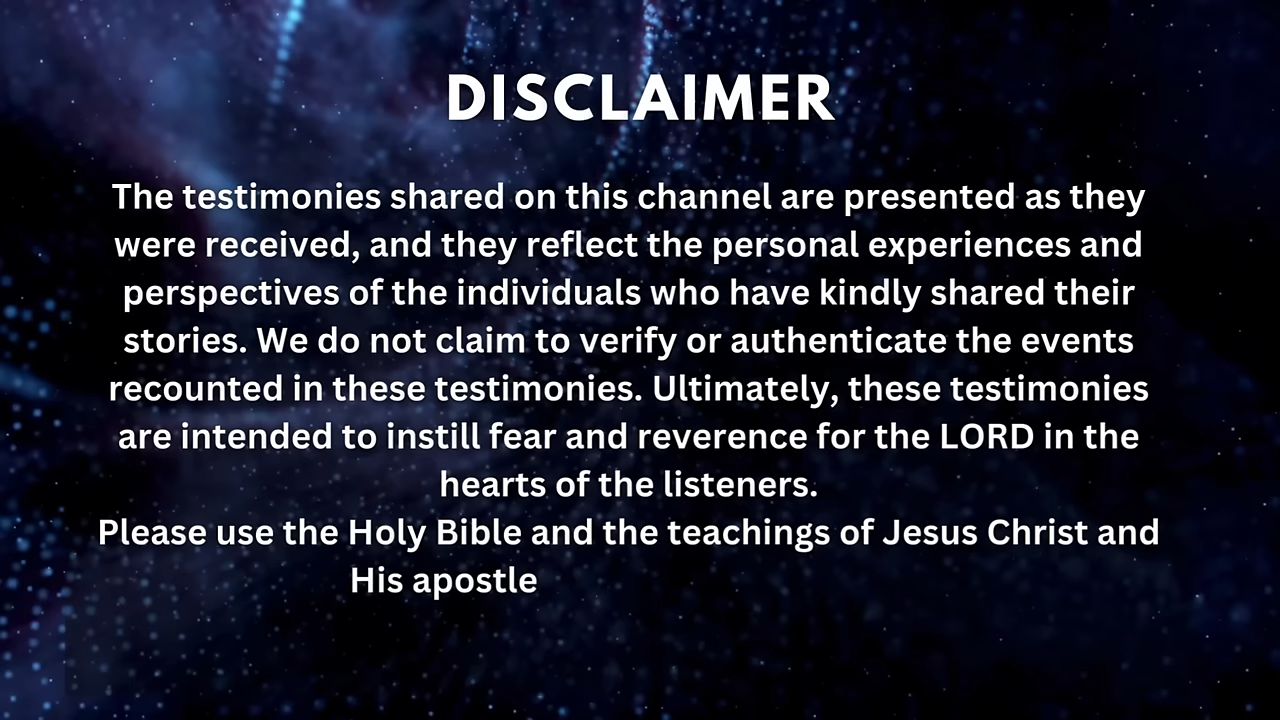 DISCLAIMER
The testimonies shared on this channel are presented as they
were received, and they reflect the personal experiences and
perspectives of the individuals who have kindly shared their
stories. We do not claim to verify or authenticate the events
recounted in these testimonies. Ultimately, these testimonies
are intended to instill fear and reverence for the LORD in the
hearts of the listeners.
Please use the Holy Bible and the teachings of Jesus Christ and
His apostle